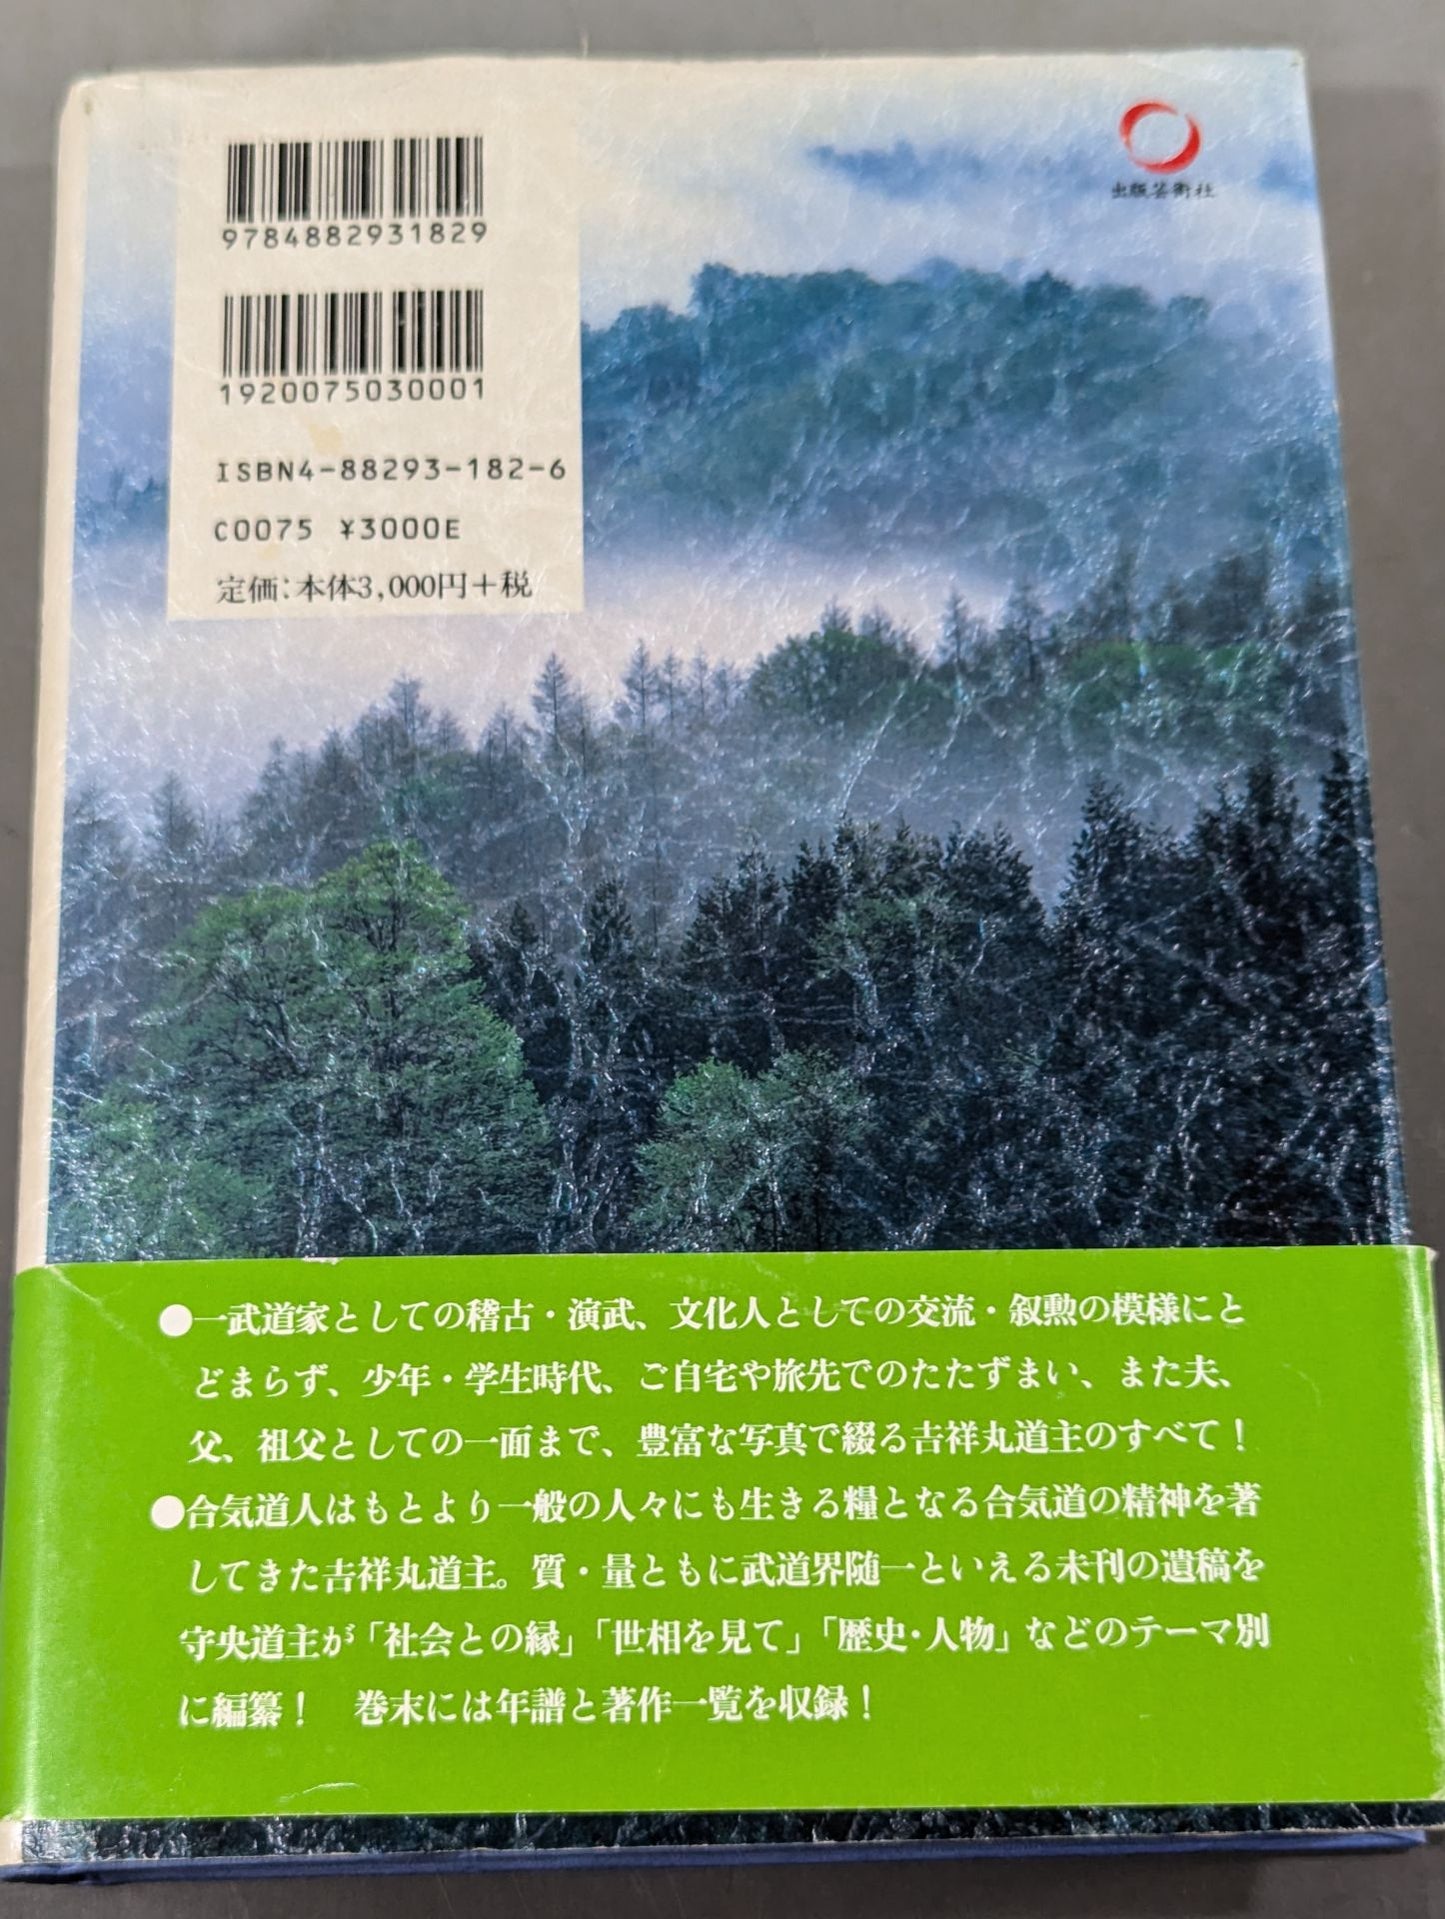 9784882931829
1920075030001
ISBN4-88293-182-6
C0075 ¥3000E
定価:本体3,000円+税
出版芸術社
●一武道家としての稽古・演武、文化人としての交流・叙勲の模様にと
どまらず、少年・学生時代、ご自宅や旅先でのたたずまい、また夫、
父、祖父としての一面まで、豊富な写真で綴る吉祥丸道主のすべて!
●合気道人はもとより一般の人々にも生きる糧となる合気道の精神を著
してきた吉祥丸道主。質・量ともに武道界随一といえる未刊の遺稿を
守央道主が「社会との縁」「世相を見て」「歴史・人物」などのテーマ別
に編纂! 巻末には年譜と著作一覧を収録!